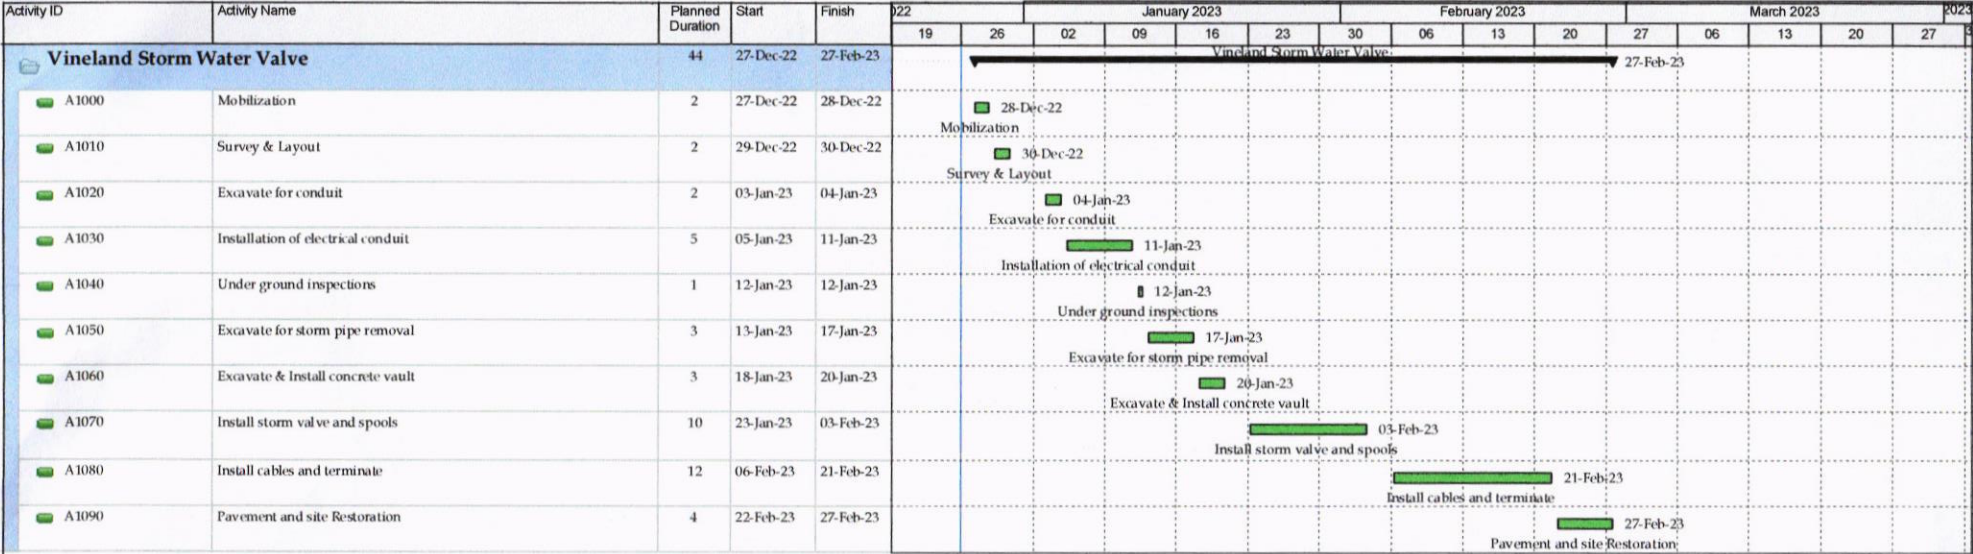 Activity ID Activity Name Planned Duration Start Finish 022 January 2023 February 2023 March 2023 2023
19 26 02 09 16 23 30 06 13 20 27 06 13 20 27 3
Vineland Storm Water Valve 44 27-Dec-22 27-Feb-23 Vineland Storm Water Valve 27-Feb-23
A1000 Mobilization 2 27-Dec-22 28-Dec-22 28-Dec-22
Mobilization
A1010 Survey & Layout 2 29-Dec-22 30-Dec-22 30-Dec-22
Survey & Layout
A1020 Excavate for conduit 2 03-Jan-23 04-Jan-23 04-Jan-23
Excavate for conduit
A1030 Installation of electrical conduit 5 05-Jan-23 11-Jan-23 11-Jan-23
Installation of electrical conduit
A1040 Under ground inspections 1 12-Jan-23 12-Jan-23 12-Jan-23
Under ground inspections
A1050 Excavate for storm pipe removal 3 13-Jan-23 17-Jan-23 17-Jan-23
Excavate for storm pipe removal
A1060 Excavate & Install concrete vault 3 18-Jan-23 20-Jan-23 20-Jan-23
Excavate & Install concrete vault
A1070 Install storm valve and spools 10 23-Jan-23 03-Feb-23 03-Feb-23
Install storm valve and spools
A1080 Install cables and terminate 12 06-Feb-23 21-Feb-23 21-Feb-23
Install cables and terminate
A1090 Pavement and site Restoration 4 22-Feb-23 27-Feb-23 27-Feb-23
Pavement and site Restoration